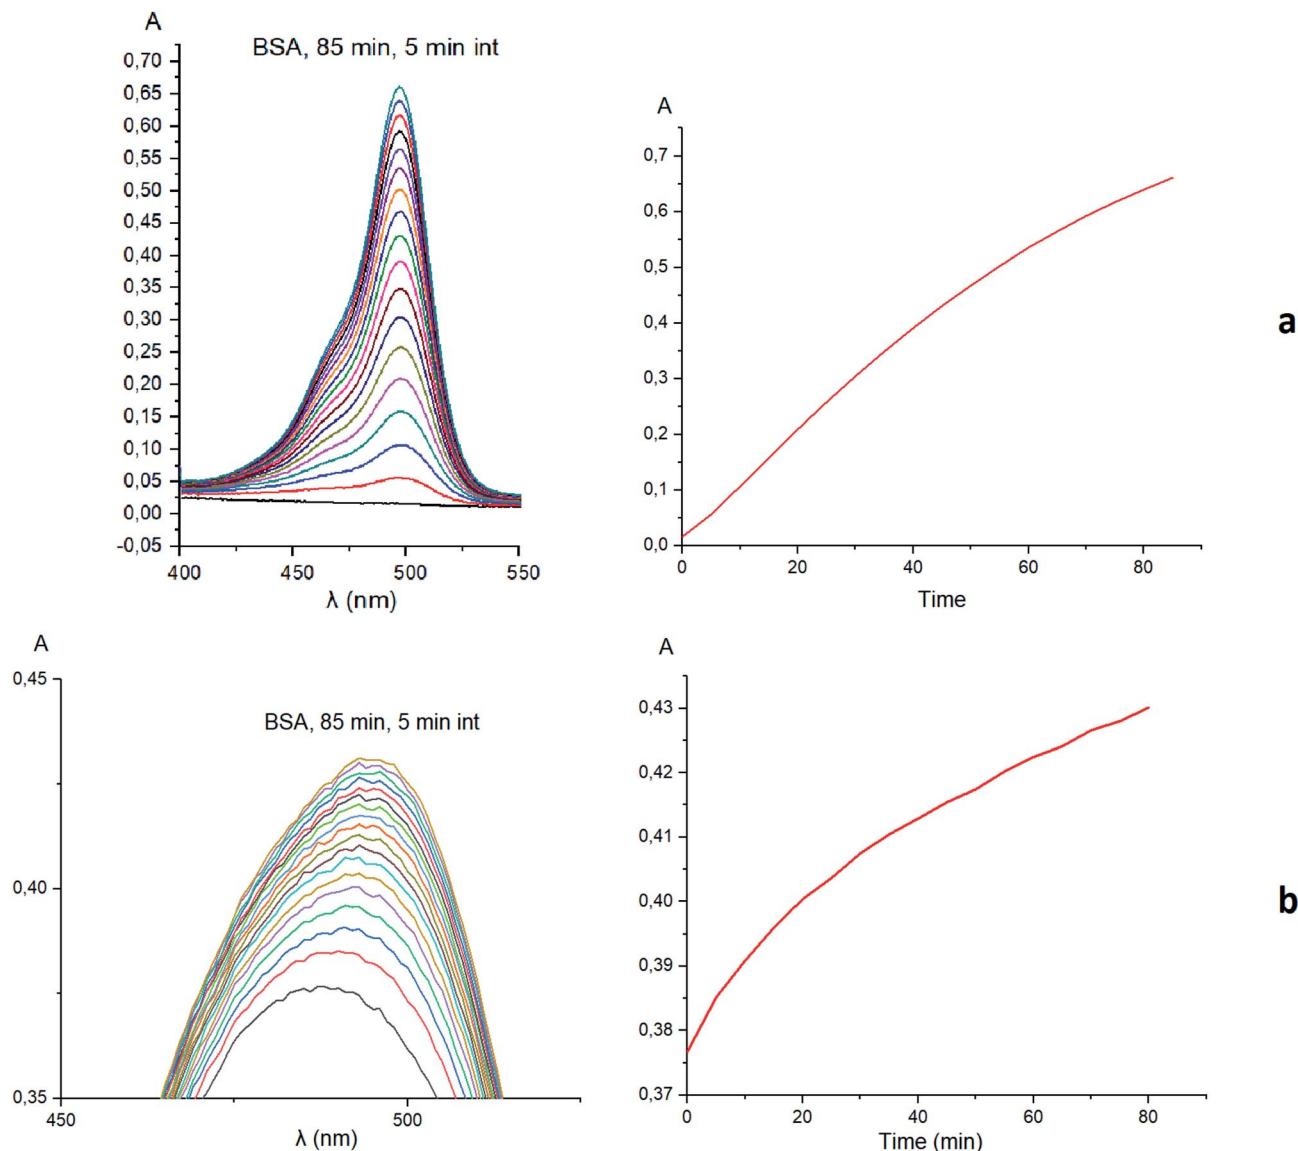 A
BSA, 85 min, 5 min int
0,70
0,65
0,60
0,55
0,50
0,45
0,40
0,35
0,30
0,25
0,20
0,15
0,10
0,05
0,00
-0,05
400 450 500 550
λ (nm)
A
0,7
0,6
0,5
0,4
0,3
0,2
0,1
0,0
0 20 40 60 80
Time
a
A
0,45
BSA, 85 min, 5 min int
0,40
0,35
450 500
λ (nm)
A
0,43
0,42
0,41
0,40
0,39
0,38
0,37
0 20 40 60 80
Time (min)
b